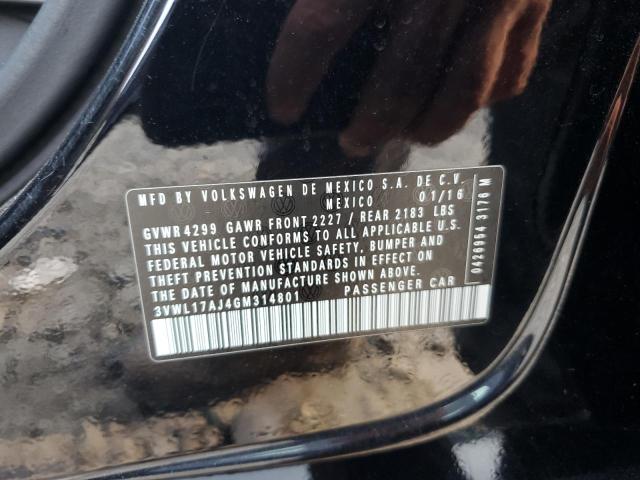 MFD BY VOLKSWAGEN DE MEXICO S.A. DE C.V.
MEXICO 01/16
GVWR 4299 GAWR FRONT 2227 / REAR 2183 LBS
THIS VEHICLE CONFORMS TO ALL APPLICABLE U.S.
FEDERAL MOTOR VEHICLE SAFETY, BUMPER AND
THEFT PREVENTION STANDARDS IN EFFECT ON
THE DATE OF MANUFACTURE SHOWN ABOVE.
3VWL17AJ4GM314801 PASSENGER CAR
0426954 3176 M